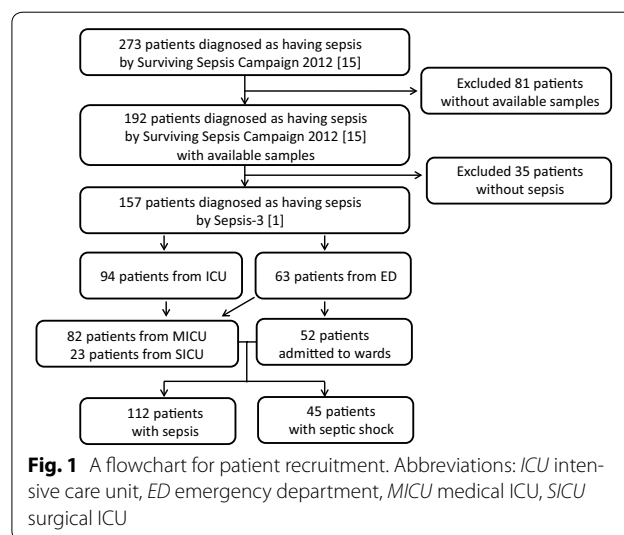 273 patients diagnosed as having sepsis
by Surviving Sepsis Campaign 2012 [15]
Excluded 81 patients
without available samples
192 patients diagnosed as having sepsis
by Surviving Sepsis Campaign 2012 [15]
with available samples
Excluded 35 patients
without sepsis
157 patients diagnosed as having sepsis
by Sepsis-3 [1]
94 patients from ICU
63 patients from ED
82 patients from MICU
23 patients from SICU
52 patients
admitted to wards
112 patients
with sepsis
45 patients
with septic shock
Fig. 1 A flowchart for patient recruitment. Abbreviations: ICU inten-
sive care unit, ED emergency department, MICU medical ICU, SICU
surgical ICU